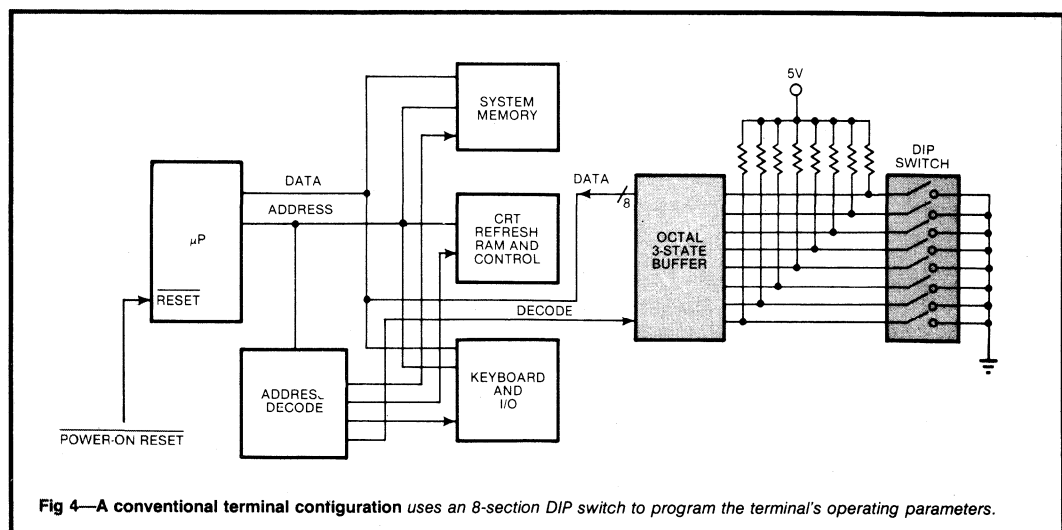 5V
SYSTEM
MEMORY
DIP
SWITCH
DATA
ADDRESS
μP
CRT
REFRESH
RAM AND
CONTROL
DATA
8
OCTAL
3-STATE
BUFFER
RESET
DECODE
ADDRESS
DECODE
KEYBOARD
AND
I/O
POWER-ON RESET
Fig 4—A conventional terminal configuration uses an 8-section DIP switch to program the terminal's operating parameters.